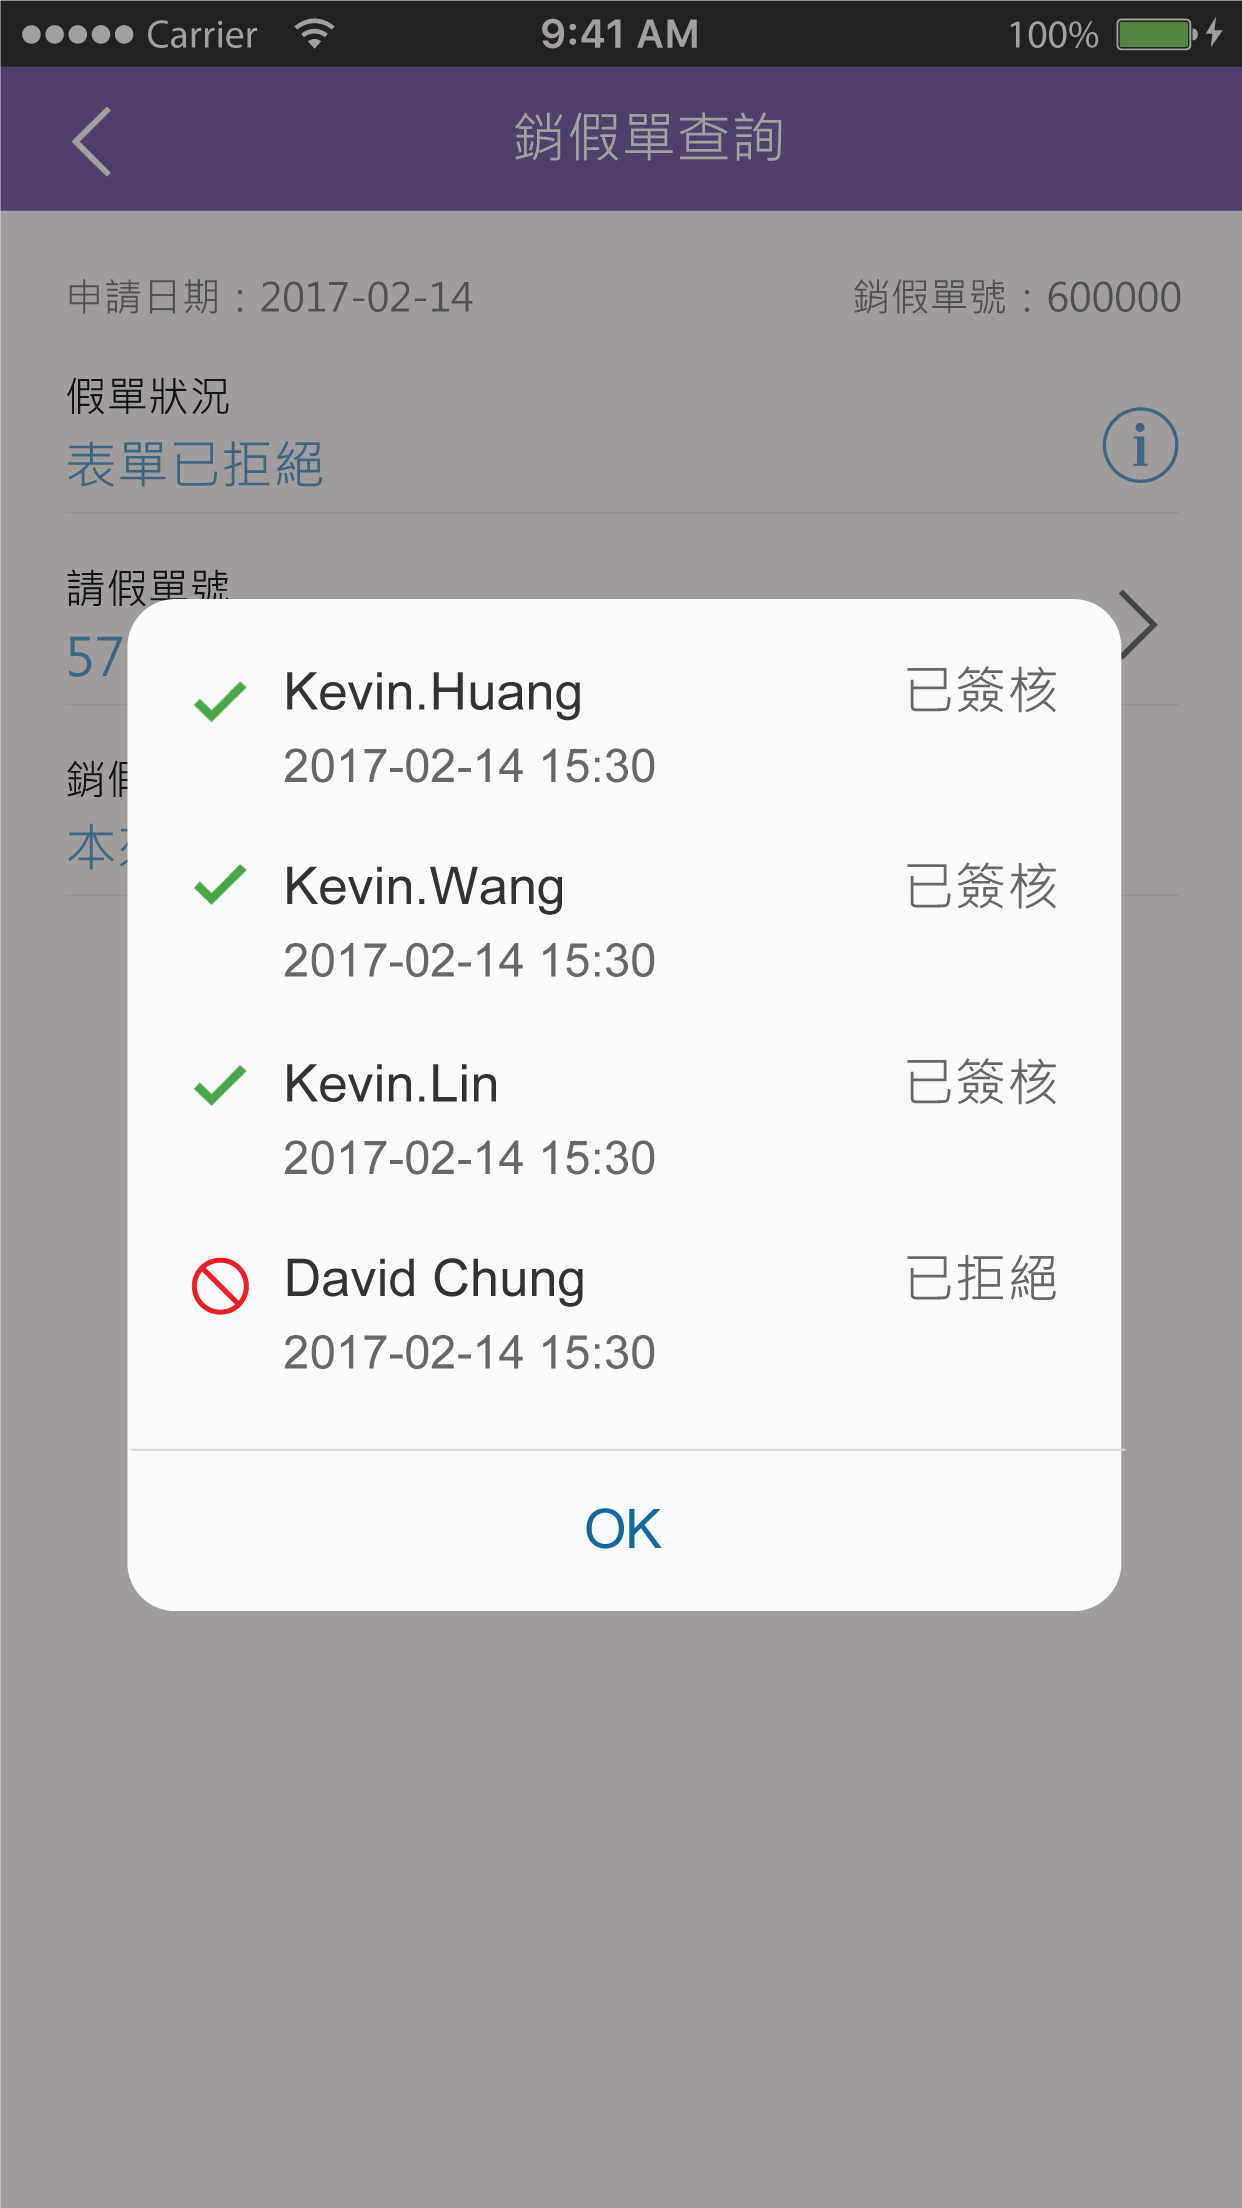 Carrier 9:41 AM 100%
銷假單查詢
申請日期：2017-02-14 銷假單號：600000
假單狀況
表單已拒絕
i
請假單號
57
銷假
本
Kevin.Huang 已簽核
2017-02-14 15:30
Kevin.Wang 已簽核
2017-02-14 15:30
Kevin.Lin 已簽核
2017-02-14 15:30
David Chung 已拒絕
2017-02-14 15:30
OK